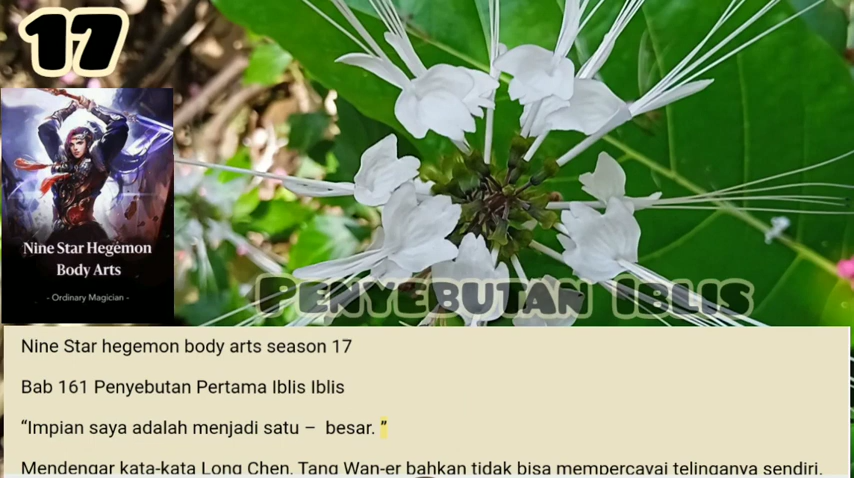 17
Nine Star Hegemon
Body Arts
- Ordinary Magician -
PENYEBUTAN IBLIS
Nine Star hegemon body arts season 17
Bab 161 Penyebutan Pertama Iblis Iblis
“Impian saya adalah menjadi satu – besar. ”
Mendengar kata-kata Long Chen, Tang Wan-er bahkan tidak bisa mempercayai telinganya sendiri.